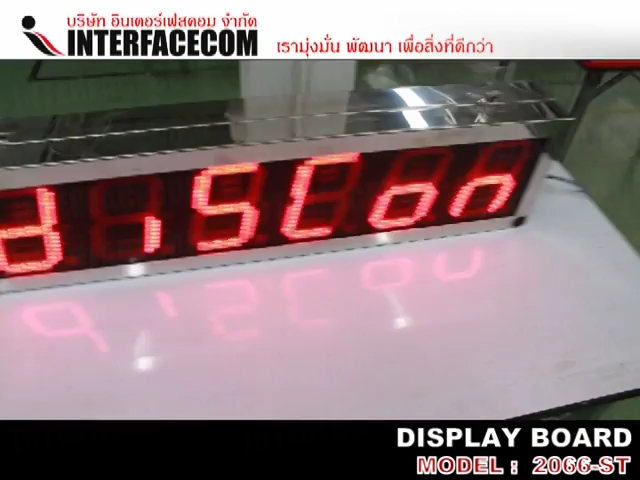 บริษัท อินเตอร์เฟสคอม จำกัด
INTERFACECOM เรามุ่งมั่น พัฒนา เพื่อสิ่งที่ดีกว่า
diSCon
DISPLAY BOARD
MODEL : 2066-ST